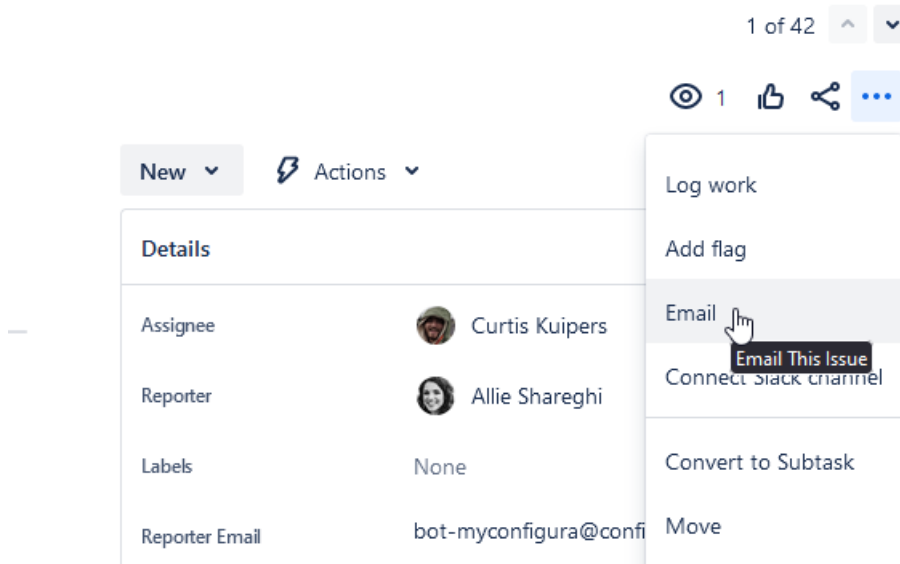 1 of 42
1
New
Actions
Log work
Details
Add flag
Email
Assignee
Curtis Kuipers
Email This Issue
Connect Slack channel
Reporter
Allie Shareghi
Labels
None
Convert to Subtask
Reporter Email
bot-myconfigura@confi
Move